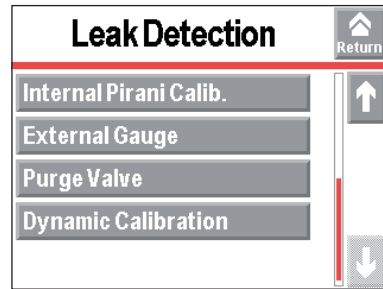 Leak Detection
Return
Internal Pirani Calib.
External Gauge
Purge Valve
Dynamic Calibration